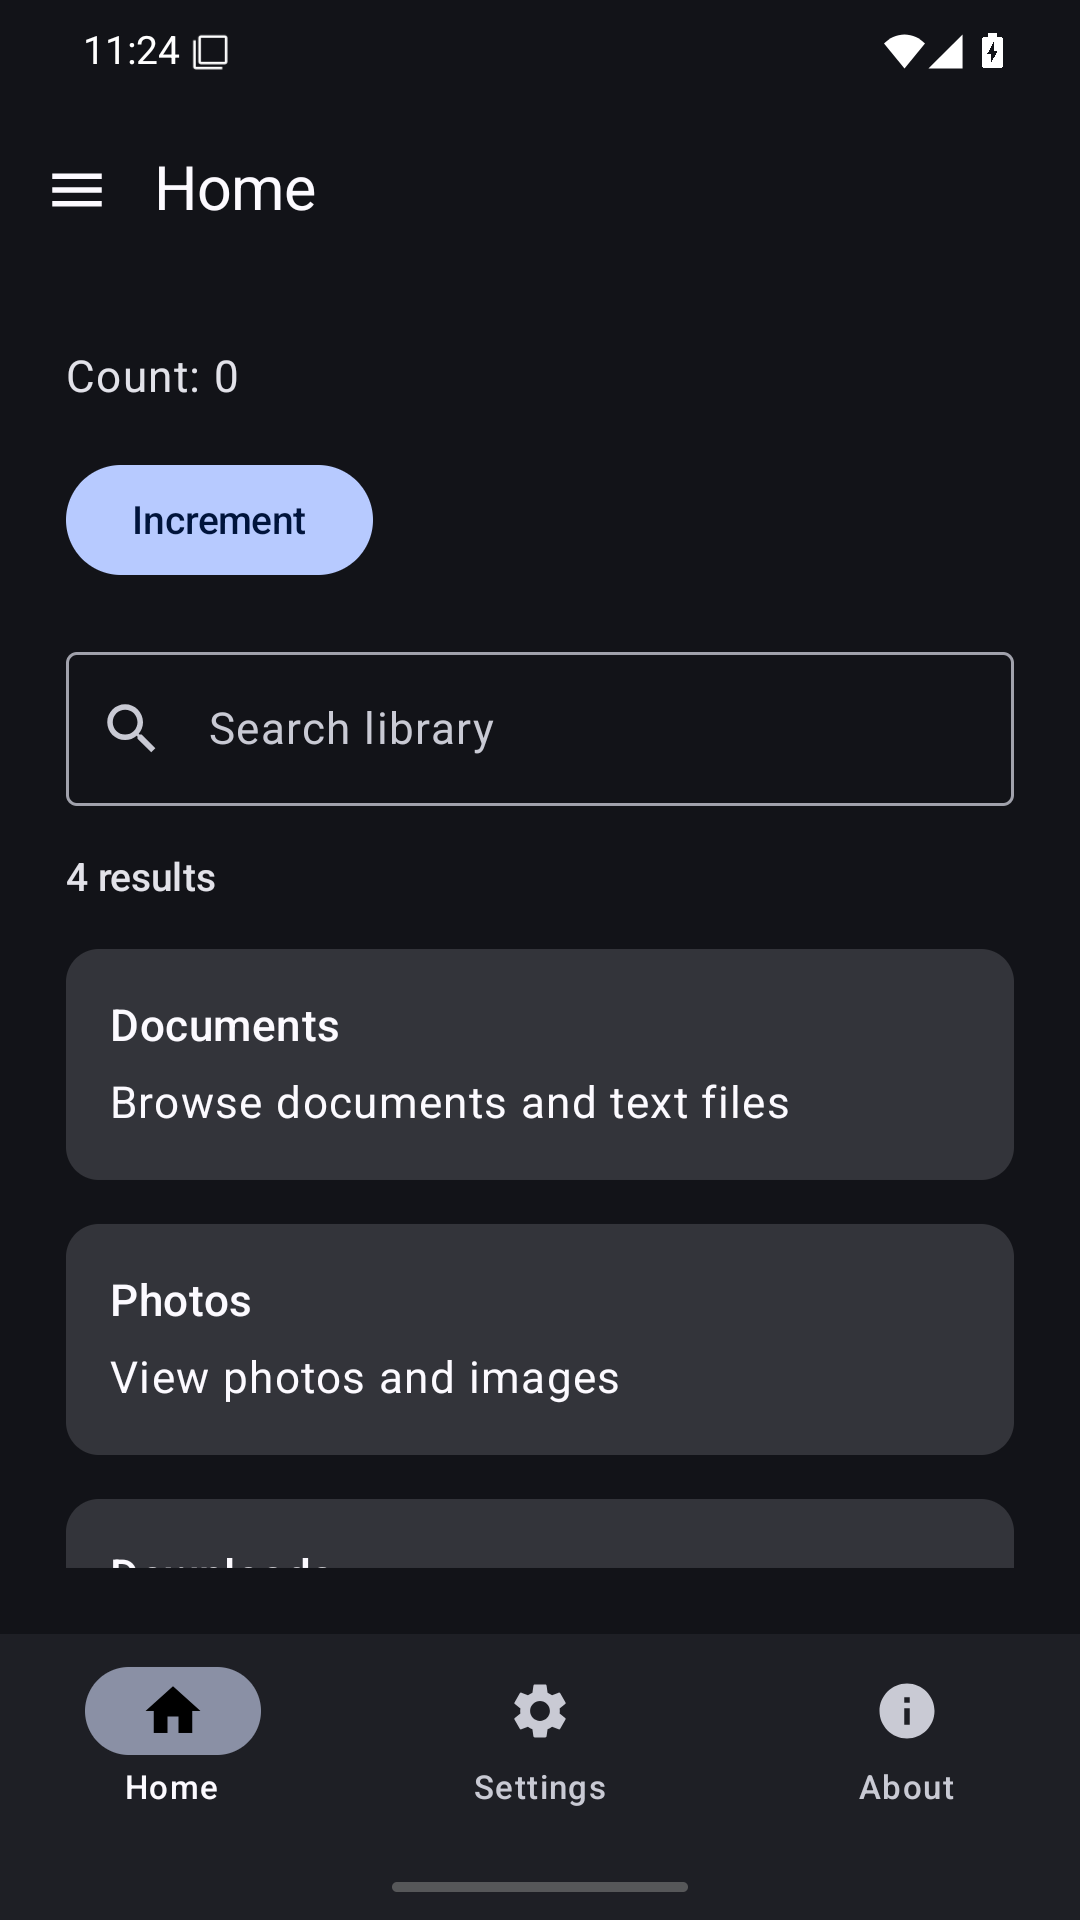 11:24
Home
Count: 0
Increment
Search library
4 results
Documents
Browse documents and text files
Photos
View photos and images
Downloads
Home
Settings
About